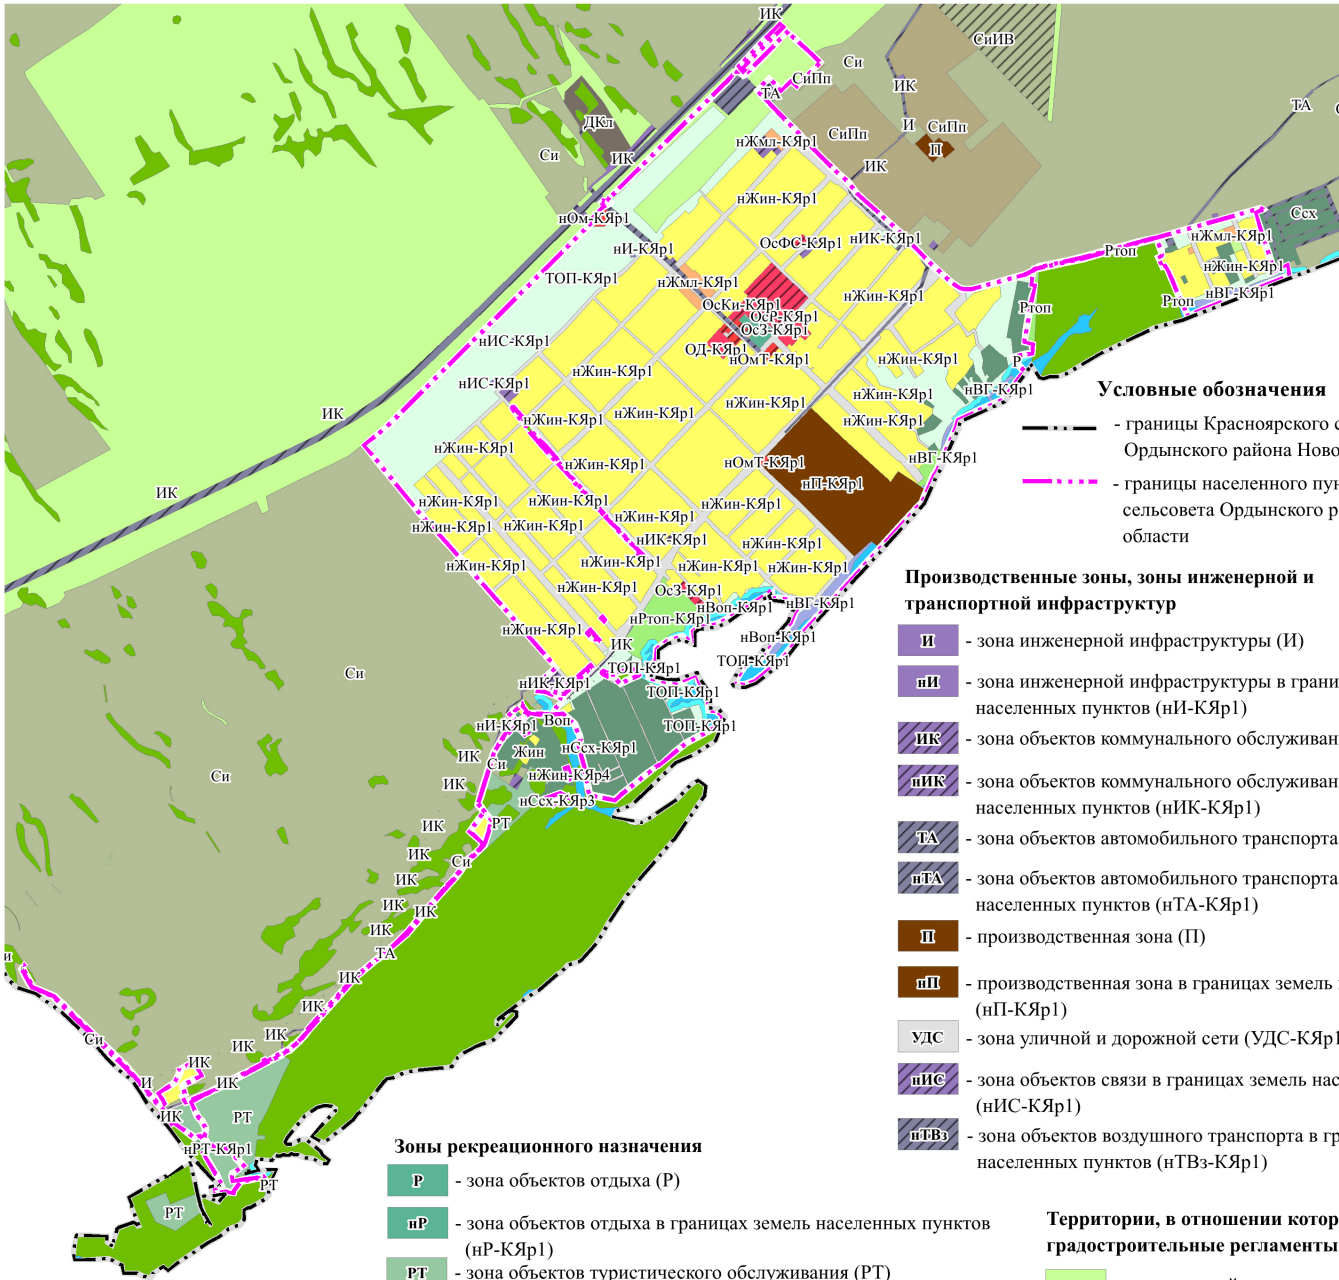 ИК
СиИВ
Си
СиПп
ИК
ТА
ТА
ДКл
СиПп
И
СиПп
нЖмл-КЯр1
П
Си
ИК
ИК
нЖин-КЯр1
нОм-КЯр1
Ссх
нЖмл-КЯр1
нИ-КЯр1
ОсФС-КЯр1
нИК-КЯр1
Ртоп
нЖин-КЯр1
ТОП-КЯр1
нЖмл-КЯр1
нЖин-КЯр1
нВГ-КЯр1
Ртоп
ОсКи-КЯр1
Ртоп
ОсР-КЯр1
ОсЗ-КЯр1
нИС-КЯр1
ОД-КЯр1
нОмТ-КЯр1
нЖин-КЯр1
Р
нЖин-КЯр1
нИС-КЯр1
нВГ-КЯр1
нЖин-КЯр1
ИК
нЖин-КЯр1
нЖин-КЯр1
нЖин-КЯр1
нЖин-КЯр1
нЖин-КЯр1
нОмТ-КЯр1
нВГ-КЯр1
нЖин-КЯр1
нП-КЯр1
ИК
нЖин-КЯр1
нЖин-КЯр1
нЖин-КЯр1
нЖин-КЯр1
нЖин-КЯр1
нЖин-КЯр1
нИК-КЯр1
нЖин-КЯр1
нЖин-КЯр1
нЖин-КЯр1
нЖин-КЯр1
нЖин-КЯр1
ОсЗ-КЯр1
нВоп-КЯр1
нВГ-КЯр1
нРтоп-КЯр1
нЖин-КЯр1
нВоп-КЯр1
ИК
ТОП-КЯр1
ТОП-КЯр1
Си
нИК-КЯр1
ТОП-КЯр1
нИ-КЯр1
Воп
ТОП-КЯр1
ИК
Жин
нСсх-КЯр1
Си
Си
нЖин-КЯр4
ИК
нСсх-КЯр3
РТ
ИК
ИК
Си
ИК
ИК
ИК
ИК
ТА
ИК
ИК
ИК
Си
ИК
ИК
ИК
И
ИК
РТ
нРТ-КЯр1
РТ
РТ
Условные обозначения
- границы Красноярского с
Ордынского района Ново
- границы населенного пун
сельсовета Ордынского р
области
Производственные зоны, зоны инженерной и
транспортной инфраструктур
И - зона инженерной инфраструктуры (И)
нИ - зона инженерной инфраструктуры в грани
населенных пунктов (нИ-КЯр1)
ИК - зона объектов коммунального обслуживан
нИК - зона объектов коммунального обслуживан
населенных пунктов (нИК-КЯр1)
ТА - зона объектов автомобильного транспорта
нТА - зона объектов автомобильного транспорта
населенных пунктов (нТА-КЯр1)
П - производственная зона (П)
нП - производственная зона в границах земель
(нП-КЯр1)
УДС - зона уличной и дорожной сети (УДС-КЯр1
нИС - зона объектов связи в границах земель нас
(нИС-КЯр1)
нТВз - зона объектов воздушного транспорта в гр
населенных пунктов (нТВз-КЯр1)
Зоны рекреационного назначения
Р - зона объектов отдыха (Р)
нР - зона объектов отдыха в границах земель населенных пунктов
(нР-КЯр1)
РТ - зона объектов туристического обслуживания (РТ)
Территории, в отношении котор
градостроительные регламенты